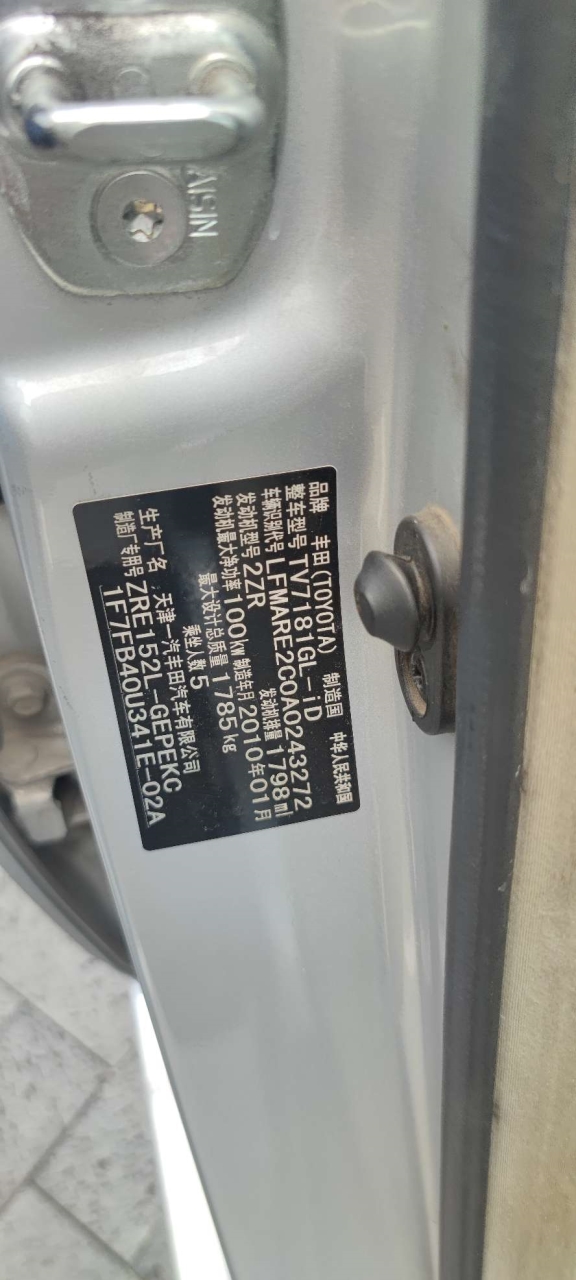 AISIN
品牌 丰田(TOYOTA) 制造国 中华人民共和国
整车型号 TV7181GL-iD
车辆识别代号 LFMARE2C0A0243272
发动机型号 2ZR 发动机排量 1798ml
发动机最大净功率 100kW 制造年月 2010年01月
最大设计总质量 1785kg
乘坐人数 5
生产厂名:天津一汽丰田汽车有限公司
制造厂专用号 ZRE152L-GEPEKC
1F7FB40U341E-02A